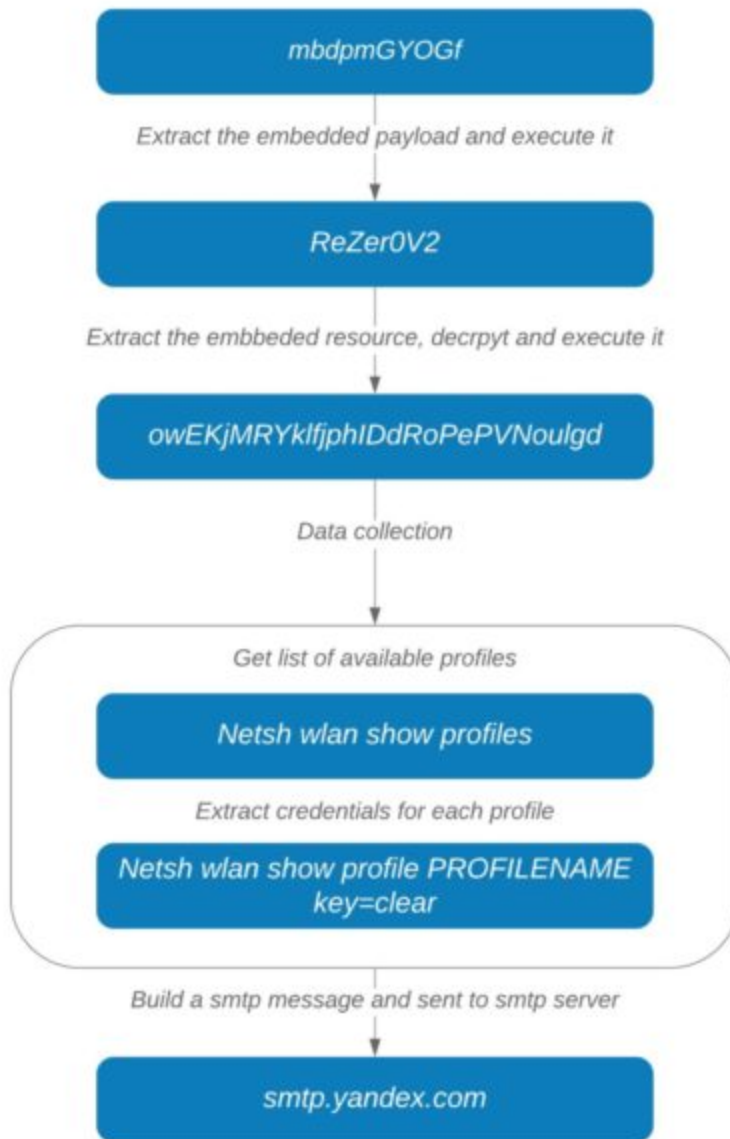 mbdpmGYOGf
Extract the embedded payload and execute it
ReZer0V2
Extract the embbeded resource, decrpyt and execute it
owEKjMRYklfjphIDdRoPePVNoulgd
Data collection
Get list of available profiles
Netsh wlan show profiles
Extract credentials for each profile
Netsh wlan show profile PROFILENAME
key=clear
Build a smtp message and sent to smtp server
smtp.yandex.com